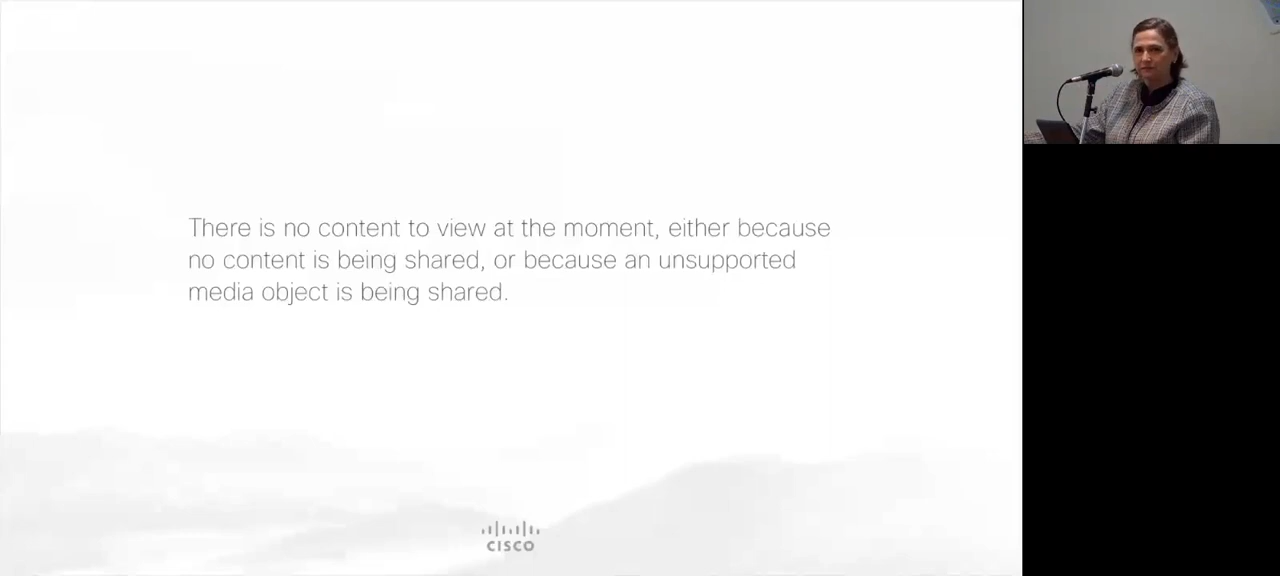 There is no content to view at the moment, either because
no content is being shared, or because an unsupported
media object is being shared.
CISCO